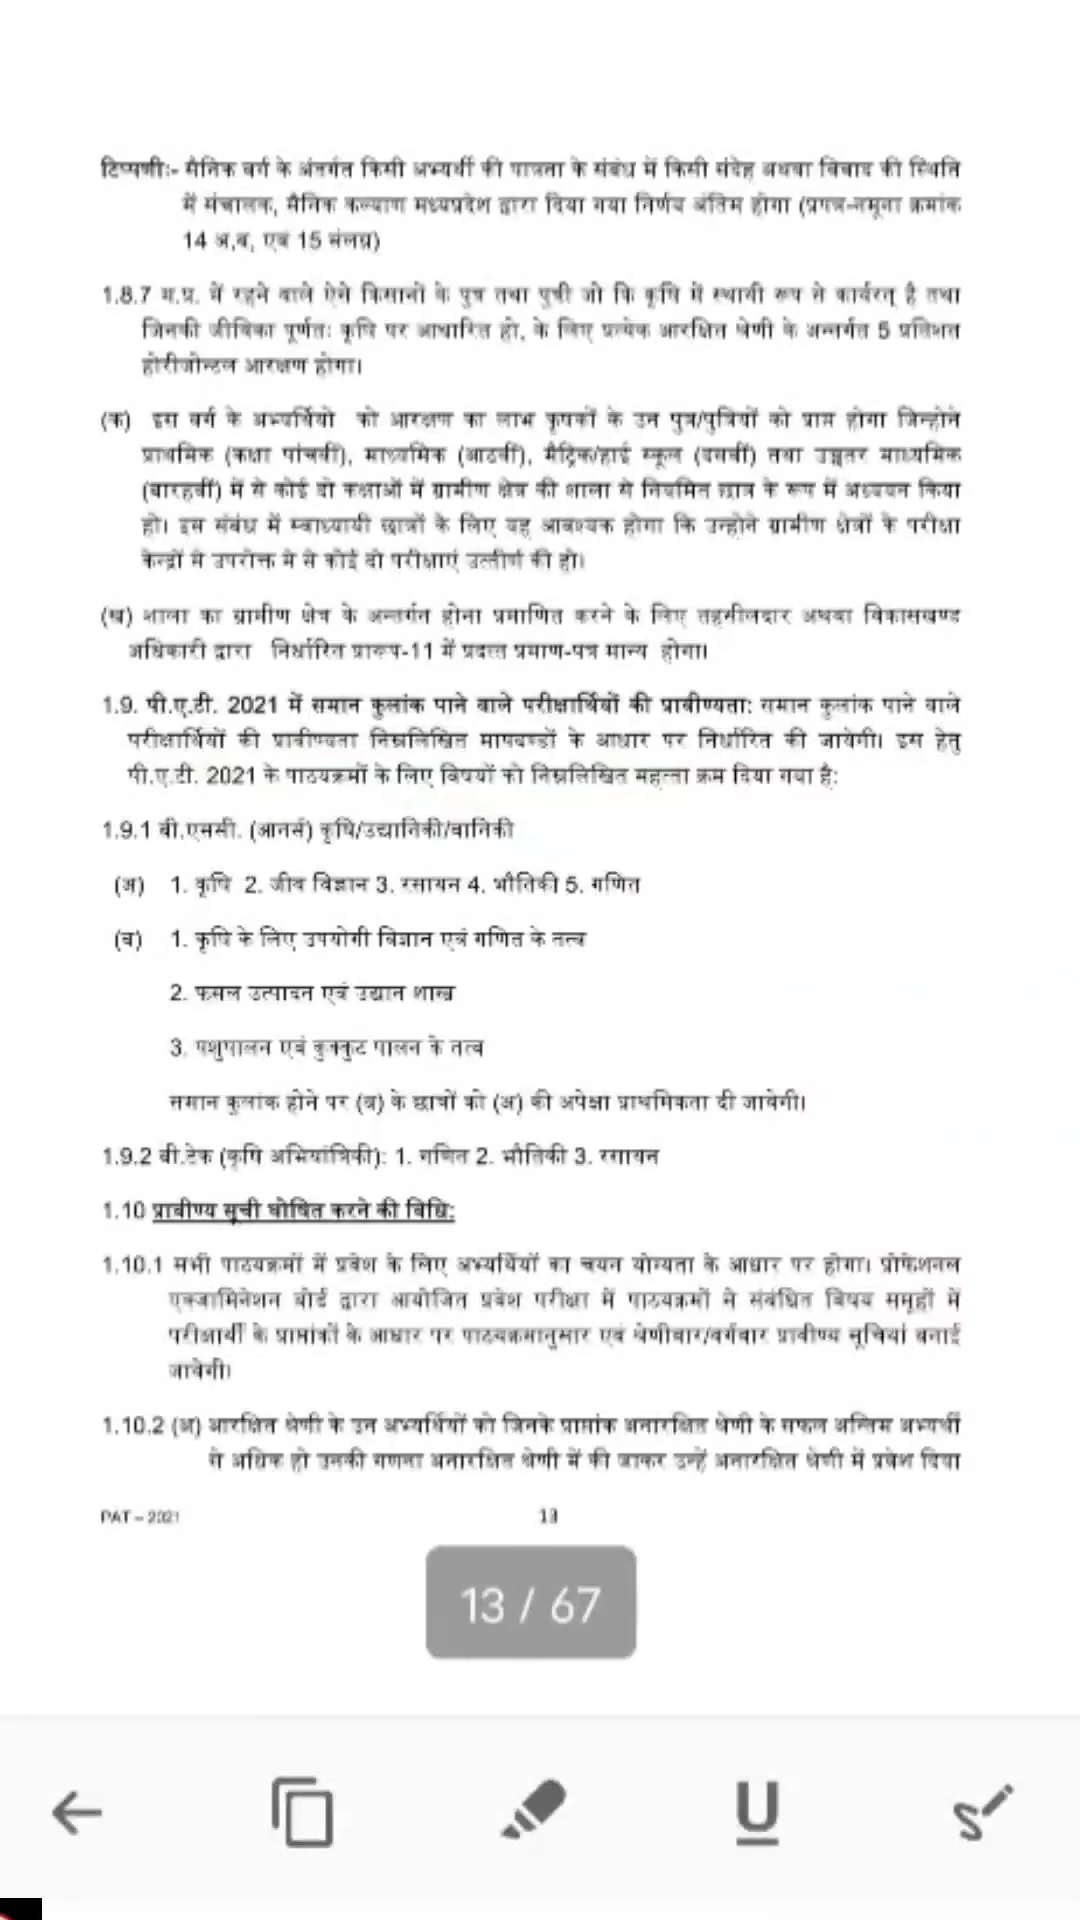 टिप्पणी:- सैनिक वर्ग के अंतर्गत किसी अभ्यर्थी की पात्रता के संबंध में किसी संदेह अथवा विवाद की स्थिति
में संचालक, सैनिक कल्याण मध्यप्रदेश द्वारा दिया गया निर्णय अंतिम होगा (प्रपत्र-नमूना क्रमांक
14 अ,ब, एवं 15 संलग्न)
1.8.7 म.प्र. में रहने वाले ऐसे किसानों के पुत्र तथा पुत्री जो कि कृषि में स्थायी रूप से कार्यरत् है तथा
जिनकी जीविका पूर्णतः कृषि पर आधारित हो, के लिए प्रत्येक आरक्षित श्रेणी के अन्तर्गत 5 प्रतिशत
होरीजोन्टल आरक्षण होगा।
(क) इस वर्ग के अभ्यर्थियो को आरक्षण का लाभ कृषकों के उन पुत्र/पुत्रियों को प्राप्त होगा जिन्होने
प्राथमिक (कक्षा पांचवीं), माध्यमिक (आठवीं), मैट्रिक/हाई स्कूल (दसवीं) तथा उच्चतर माध्यमिक
(बारहवीं) में से कोई दो कक्षाओं में ग्रामीण क्षेत्र की शाला से नियमित छात्र के रूप में अध्ययन किया
हो। इस संबंध में स्वाध्यायी छात्रों के लिए यह आवश्यक होगा कि उन्होने ग्रामीण क्षेत्रों के परीक्षा
केन्द्रों से उपरोक्त मे से कोई दो परीक्षाएं उत्तीर्ण की हो।
(ख) शाला का ग्रामीण क्षेत्र के अन्तर्गत होना प्रमाणित करने के लिए तहसीलदार अथवा विकासखण्ड
अधिकारी द्वारा निर्धारित प्रारूप-11 में प्रदत्त प्रमाण-पत्र मान्य होगा।
1.9. पी.ए.टी. 2021 में समान कुलांक पाने वाले परीक्षार्थियों की प्रावीण्यता: समान कुलांक पाने वाले
परीक्षार्थियों की प्रावीण्यता निम्नलिखित मापदण्डों के आधार पर निर्धारित की जायेगी। इस हेतु
पी.ए.टी. 2021 के पाठयक्रमों के लिए विषयों को निम्नलिखित महत्ता क्रम दिया गया है:
1.9.1 बी.एससी. (आनर्स) कृषि/उद्यानिकी/वानिकी
(अ) 1. कृषि 2. जीव विज्ञान 3. रसायन 4. भौतिकी 5. गणित
(ब) 1. कृषि के लिए उपयोगी विज्ञान एवं गणित के तत्व
2. फसल उत्पादन एवं उद्यान शास्त्र
3. पशुपालन एवं कुक्कुट पालन के तत्व
समान कुलांक होने पर (ब) के छात्रों को (अ) की अपेक्षा प्राथमिकता दी जायेगी।
1.9.2 बी.टेक (कृषि अभियांत्रिकी): 1. गणित 2. भौतिकी 3. रसायन
1.10 प्रावीण्य सूची घोषित करने की विधि:
1.10.1 सभी पाठयक्रमों में प्रवेश के लिए अभ्यर्थियों का चयन योग्यता के आधार पर होगा। प्रोफेशनल
एक्जामिनेशन बोर्ड द्वारा आयोजित प्रवेश परीक्षा में पाठयक्रमों से संबंधित विषय समूहों में
परीक्षार्थी के प्राप्तांकों के आधार पर पाठयक्रमानुसार एवं श्रेणीवार/वर्गवार प्रावीण्य सूचियां बनाई
जावेगी।
1.10.2 (अ) आरक्षित श्रेणी के उन अभ्यर्थियों को जिनके प्राप्तांक अनारक्षित श्रेणी के सफल अन्तिम अभ्यर्थी
से अधिक हो उनकी गणना अनारक्षित श्रेणी में की जाकर उन्हें अनारक्षित श्रेणी में प्रवेश दिया
PAT – 2021 13
13 / 67